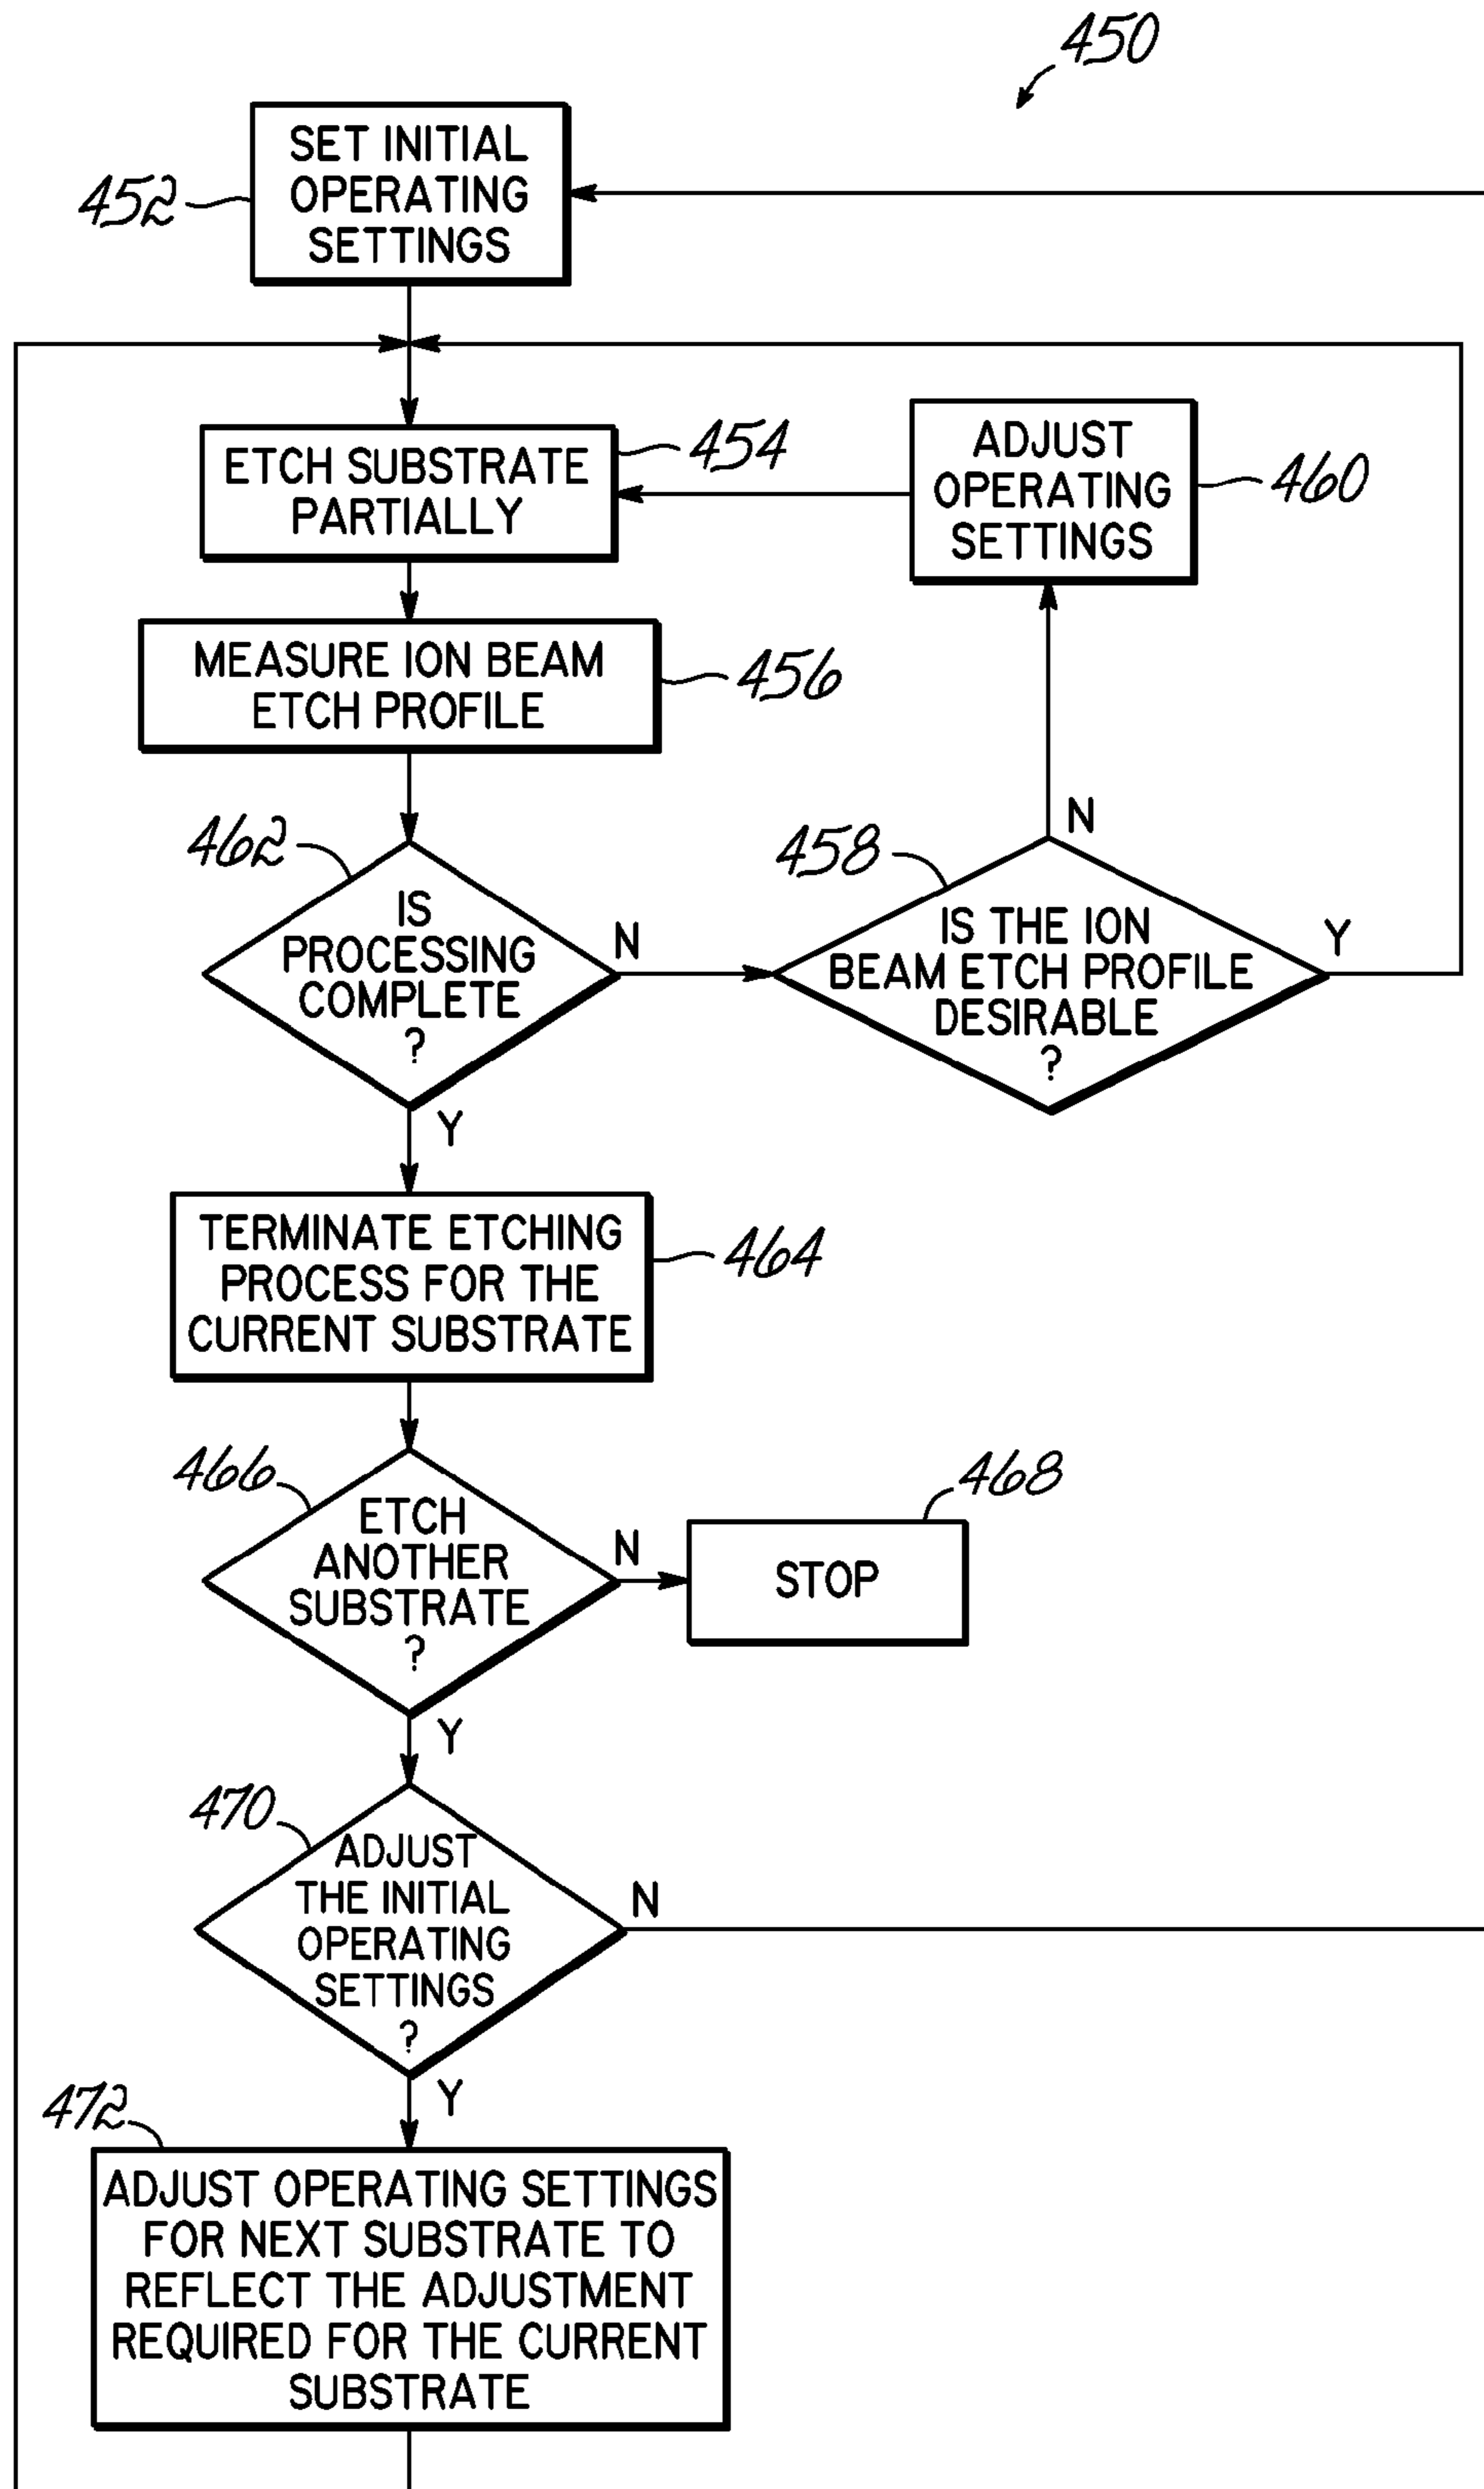 450
SET INITIAL
OPERATING
SETTINGS
452
ETCH SUBSTRATE
PARTIALLY
454
ADJUST
OPERATING
SETTINGS
460
MEASURE ION BEAM
ETCH PROFILE
456
462
IS
PROCESSING
COMPLETE
?
N
Y
458
IS THE ION
BEAM ETCH PROFILE
DESIRABLE
?
N
Y
TERMINATE ETCHING
PROCESS FOR THE
CURRENT SUBSTRATE
464
466
ETCH
ANOTHER
SUBSTRATE
?
N
Y
468
STOP
470
ADJUST
THE INITIAL
OPERATING
SETTINGS
?
N
Y
472
ADJUST OPERATING SETTINGS
FOR NEXT SUBSTRATE TO
REFLECT THE ADJUSTMENT
REQUIRED FOR THE CURRENT
SUBSTRATE